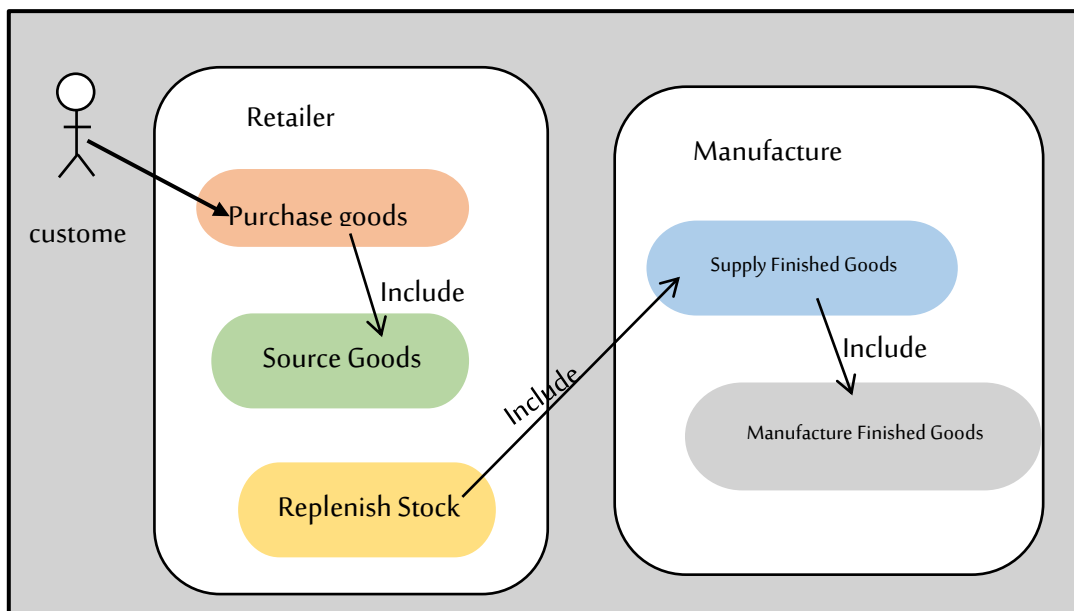 Retailer
Manufacture
Purchase goods
custome
Supply Finished Goods
Include
Include
Source Goods
Include
Manufacture Finished Goods
Replenish Stock